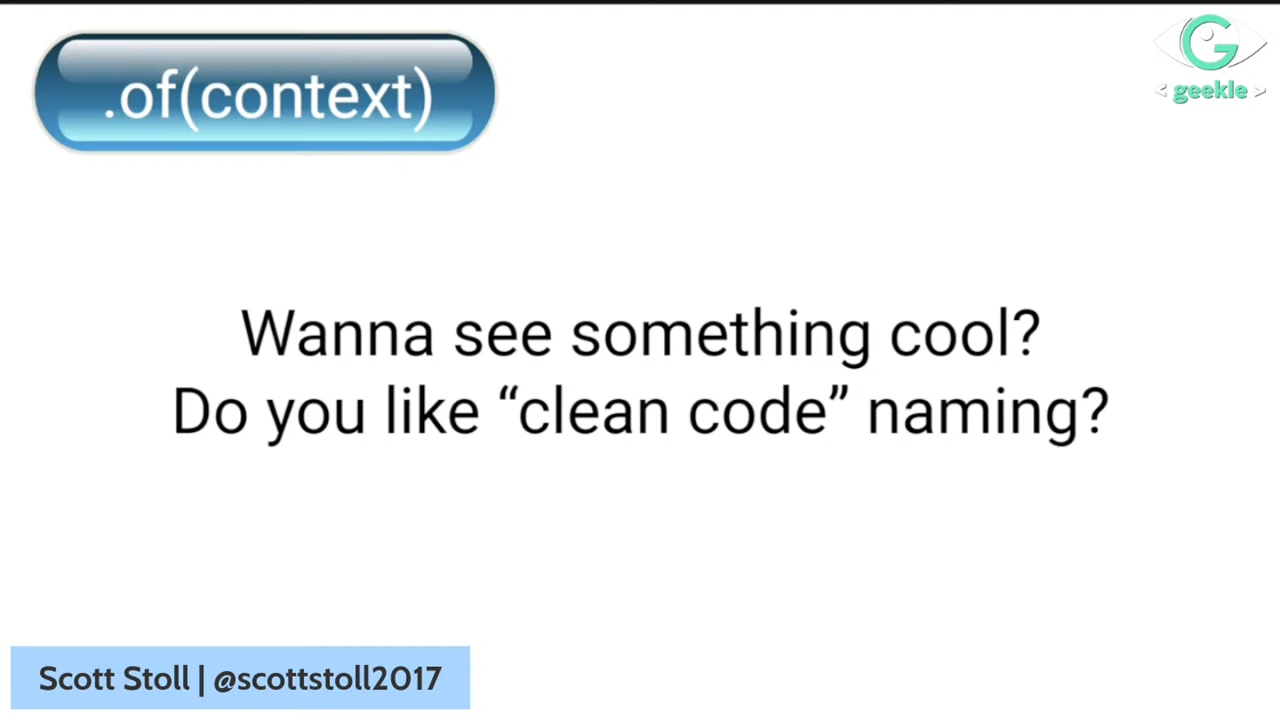 .of(context)
G
< geekle >
Wanna see something cool?
Do you like “clean code” naming?
Scott Stoll | @scottstoll2017